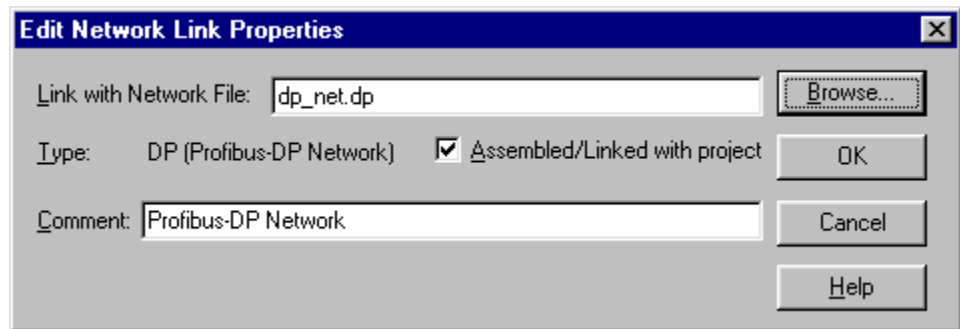 Edit Network Link Properties
Link with Network File: dp_net.dp Browse...
Type: DP (Profibus-DP Network) Assembled/Linked with project OK
Comment: Profibus-DP Network Cancel
Help